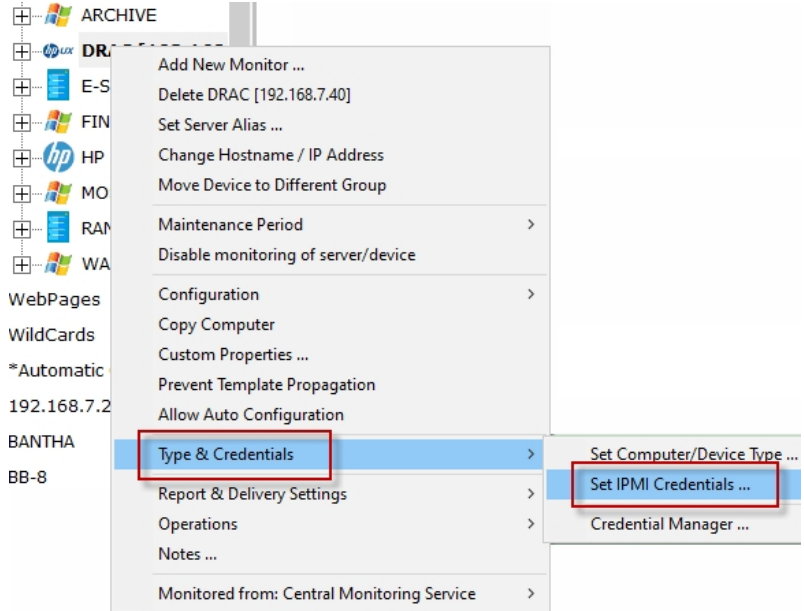 ARCHIVE
hp UX DRA
E-S
FIN
hp HP
MO
RAN
WA
WebPages
WildCards
*Automatic
192.168.7.2
BANTHA
BB-8
Add New Monitor ...
Delete DRAC [192.168.7.40]
Set Server Alias ...
Change Hostname / IP Address
Move Device to Different Group
Maintenance Period
Disable monitoring of server/device
Configuration
Copy Computer
Custom Properties ...
Prevent Template Propagation
Allow Auto Configuration
Type & Credentials
Report & Delivery Settings
Operations
Notes ...
Monitored from: Central Monitoring Service
Set Computer/Device Type ...
Set IPMI Credentials ...
Credential Manager ...